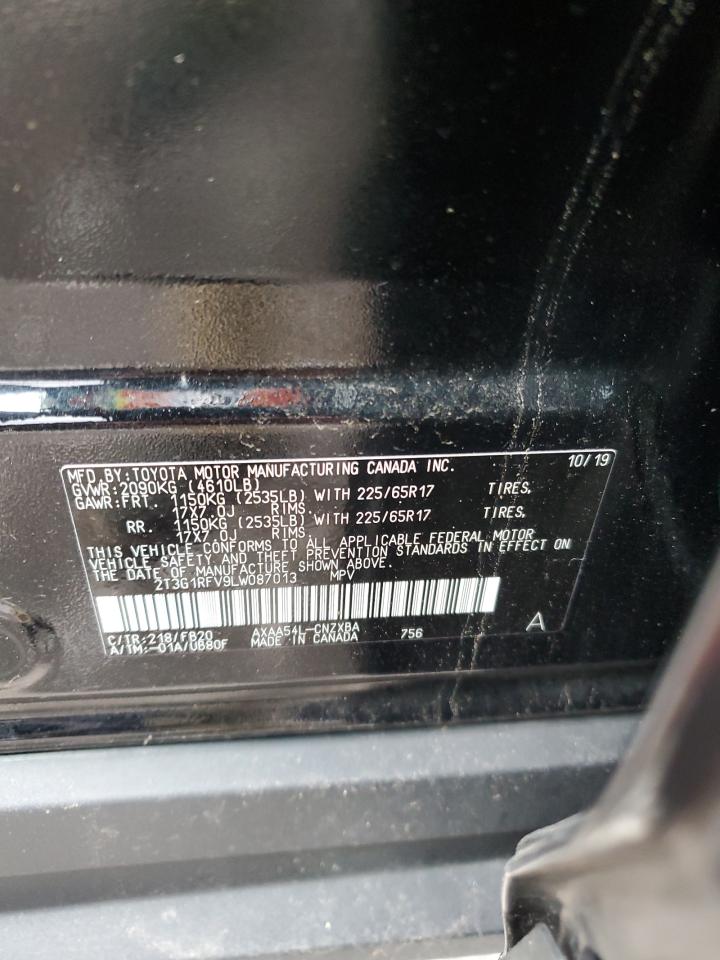 MFD.BY:TOYOTA MOTOR MANUFACTURING CANADA INC. 10/19
GVWR:2090KG (4610LB)
GAWR:FRT. 1150KG (2535LB) WITH 225/65R17 TIRES,
17X7.0J RIMS,
RR. 1150KG (2535LB) WITH 225/65R17 TIRES,
17X7.0J RIMS
THIS VEHICLE CONFORMS TO ALL APPLICABLE FEDERAL MOTOR
VEHICLE SAFETY AND THEFT PREVENTION STANDARDS IN EFFECT ON
THE DATE OF MANUFACTURE SHOWN ABOVE.
2T3G1RFV9LW087013 MPV
C/TR:218/FB20 AXAA54L-CNZXBA 756 A
A/TM:-01A/U680F MADE IN CANADA